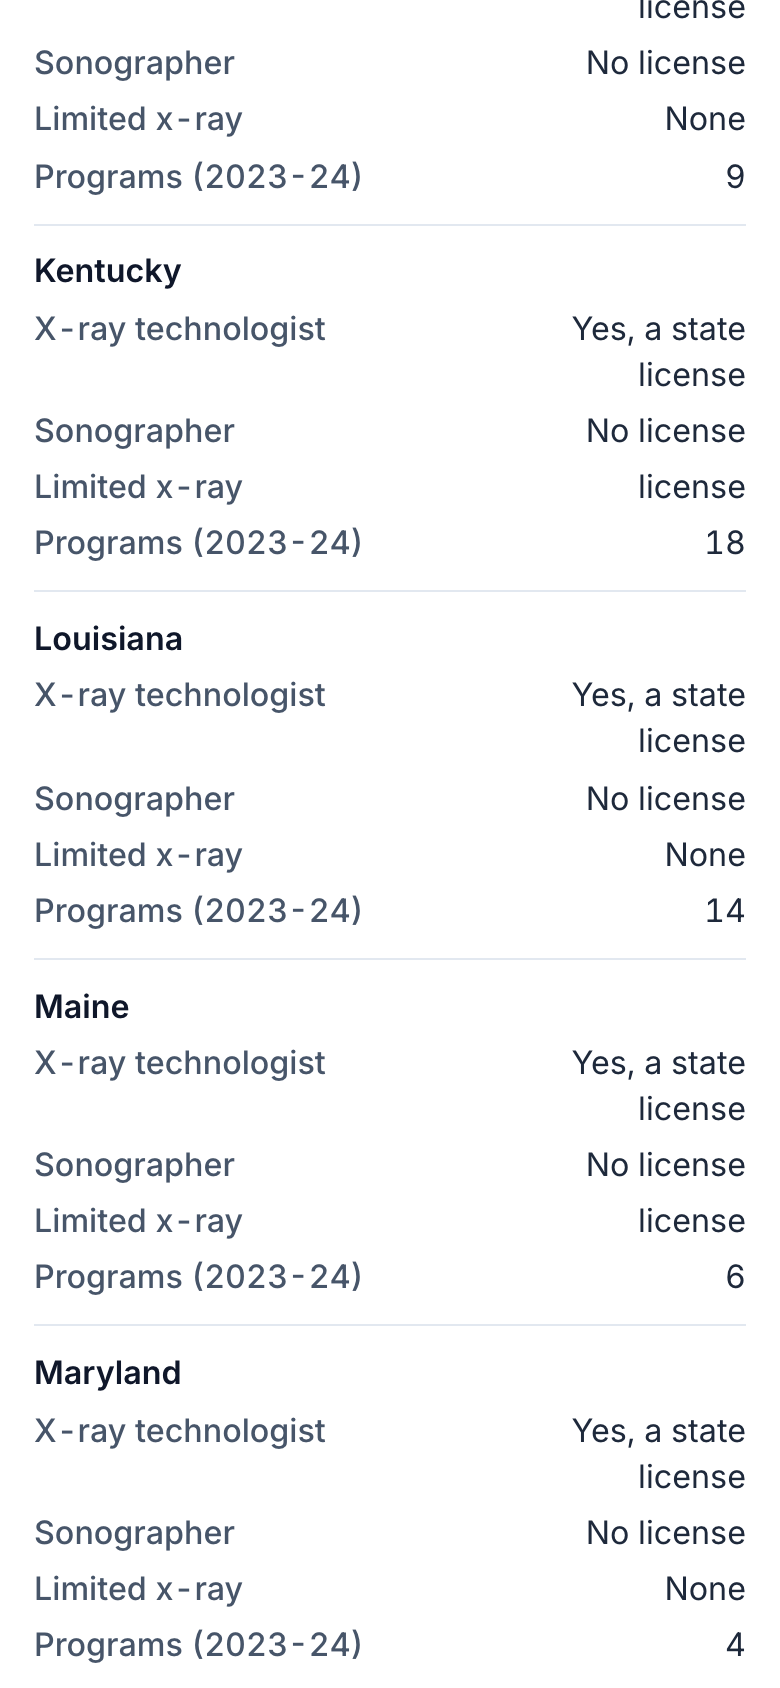 license
Sonographer No license
Limited x-ray None
Programs (2023-24) 9
Kentucky
X-ray technologist Yes, a state
license
Sonographer No license
Limited x-ray license
Programs (2023-24) 18
Louisiana
X-ray technologist Yes, a state
license
Sonographer No license
Limited x-ray None
Programs (2023-24) 14
Maine
X-ray technologist Yes, a state
license
Sonographer No license
Limited x-ray license
Programs (2023-24) 6
Maryland
X-ray technologist Yes, a state
license
Sonographer No license
Limited x-ray None
Programs (2023-24) 4